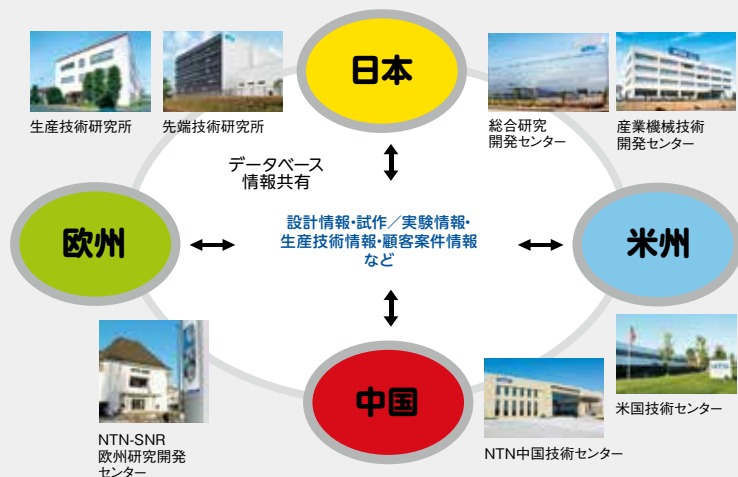 日本
生産技術研究所
先端技術研究所
総合研究
開発センター
産業機械技術
開発センター
データベース
情報共有
欧州
設計情報・試作／実験情報・
生産技術情報・顧客案件情報
など
米州
中国
NTN-SNR
欧州研究開発
センター
NTN中国技術センター
米国技術センター